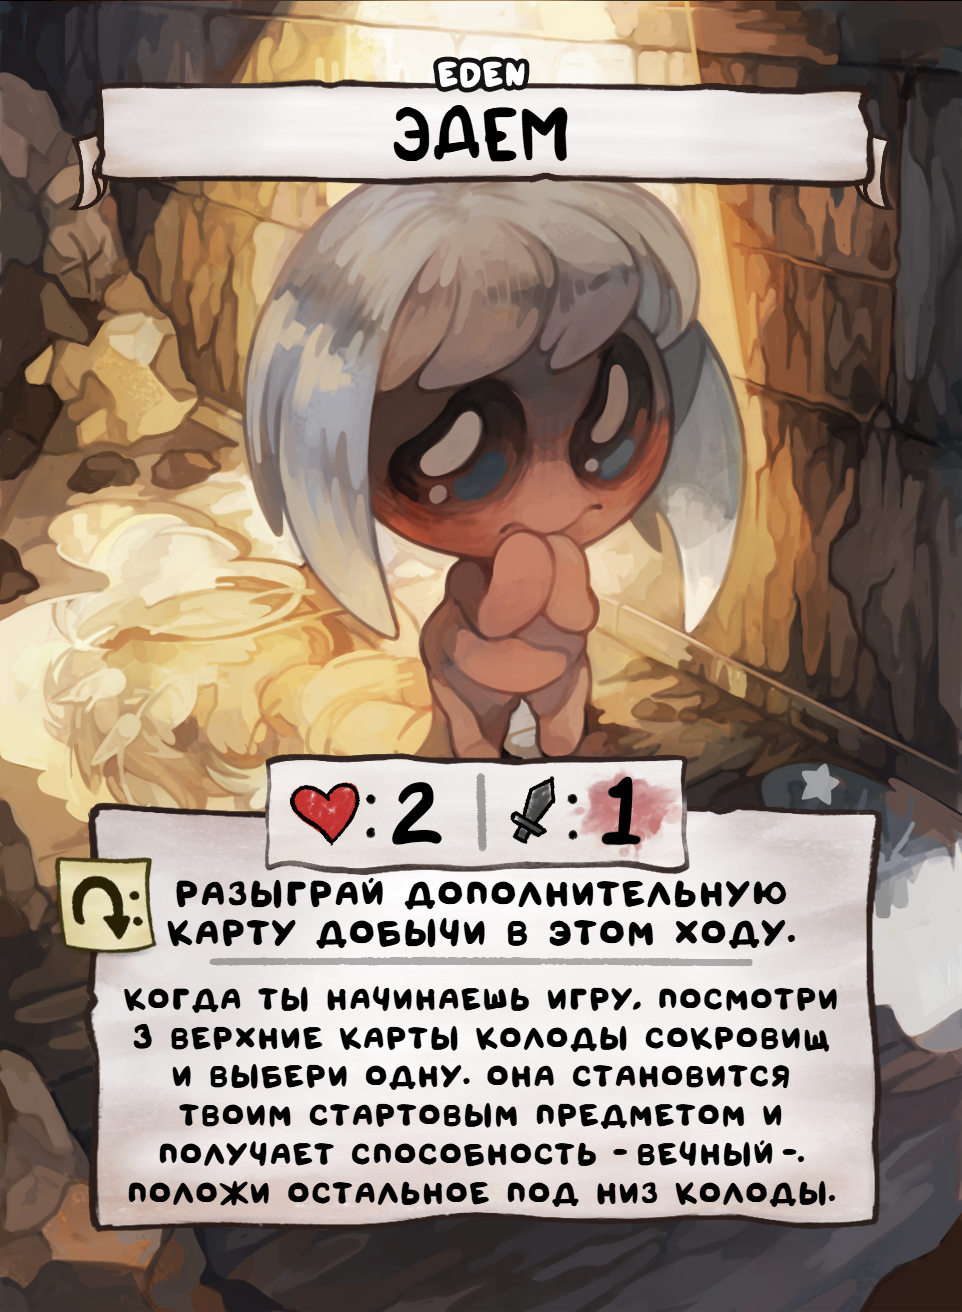 EDEN
ЭДЕМ
:2 | :1
РАЗЫГРАЙ ДОПОЛНИТЕЛЬНУЮ
КАРТУ ДОБЫЧИ В ЭТОМ ХОДУ.
КОГДА ТЫ НАЧИНАЕШЬ ИГРУ, ПОСМОТРИ
3 ВЕРХНИЕ КАРТЫ КОЛОДЫ СОКРОВИЩ
И ВЫБЕРИ ОДНУ. ОНА СТАНОВИТСЯ
ТВОИМ СТАРТОВЫМ ПРЕДМЕТОМ И
ПОЛУЧАЕТ СПОСОБНОСТЬ -ВЕЧНЫЙ-.
ПОЛОЖИ ОСТАЛЬНОЕ ПОД НИЗ КОЛОДЫ.